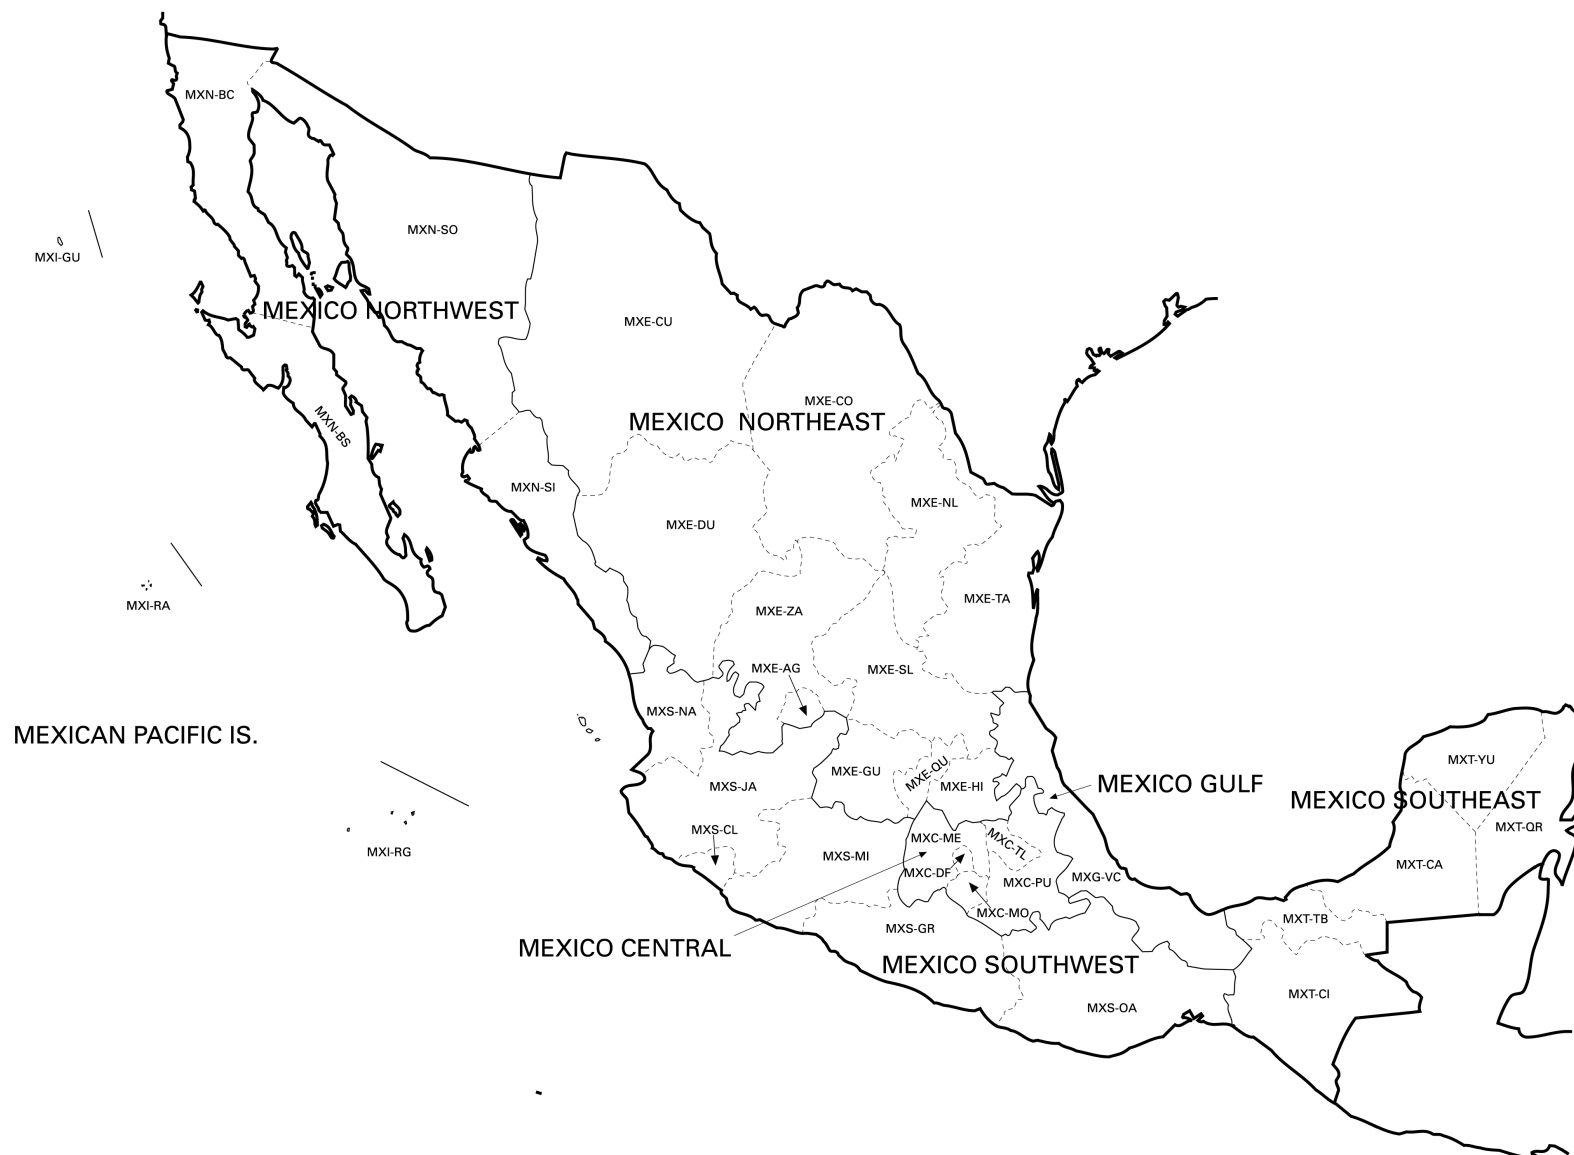 MXN-BC
MXN-SO
MXI-GU
MEXICO NORTHWEST
MXE-CU
MXE-CO
MEXICO NORTHEAST
MXN-BS
MXN-SI
MXE-NL
MXE-DU
MXE-TA
MXI-RA
MXE-ZA
MXE-AG
MXE-SL
MXS-NA
MEXICAN PACIFIC IS.
MXT-YU
MXE-GU
MXE-QU
MXE-HI
MXS-JA
MEXICO GULF
MEXICO SOUTHEAST
MXT-QR
MXS-CL
MXC-ME
MXC-TL
MXI-RG
MXS-MI
MXT-CA
MXC-DF
MXC-PU
MXG-VC
MXC-MO
MXT-TB
MXS-GR
MEXICO CENTRAL
MEXICO SOUTHWEST
MXT-CI
MXS-OA